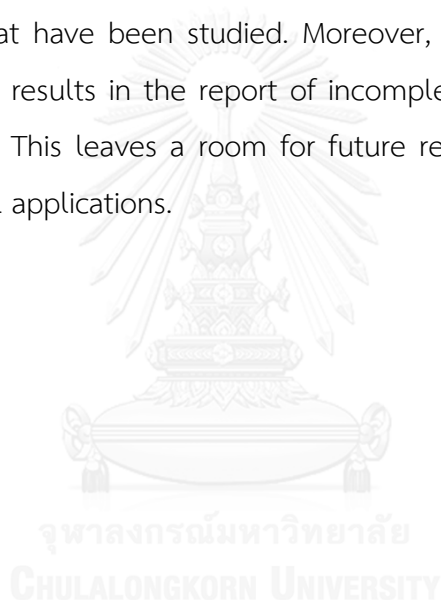 at have been studied. Moreover,
results in the report of incomple
This leaves a room for future re
applications.
จุฬาลงกรณ์มหาวิทยาลัย
CHULALONGKORN UNIVERSITY